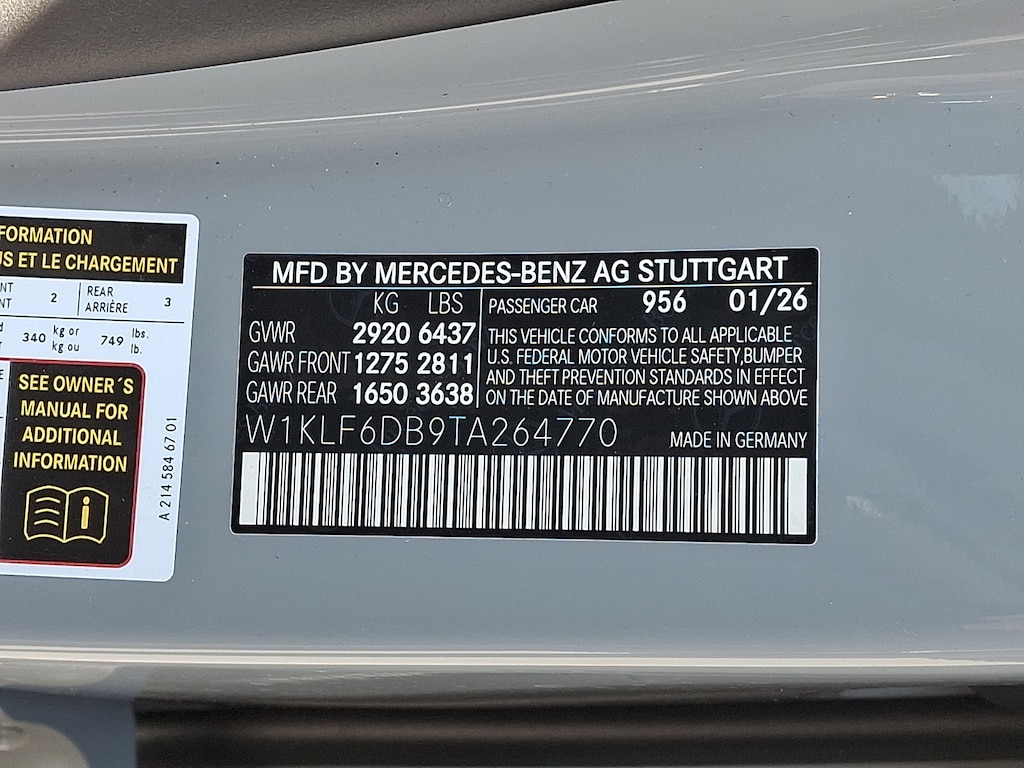 FORMATION
US ET LE CHARGEMENT
NT 2 REAR 3
NT ARRIÈRE
340 kg or 749 lbs.
kg ou lb.
SEE OWNER´S
MANUAL FOR
ADDITIONAL
INFORMATION
A 214 584 67 01
MFD BY MERCEDES-BENZ AG STUTTGART
KG LBS
GVWR 2920 6437
GAWR FRONT 1275 2811
GAWR REAR 1650 3638
PASSENGER CAR 956 01/26
THIS VEHICLE CONFORMS TO ALL APPLICABLE
U.S. FEDERAL MOTOR VEHICLE SAFETY,BUMPER
AND THEFT PREVENTION STANDARDS IN EFFECT
ON THE DATE OF MANUFACTURE SHOWN ABOVE
W1KLF6DB9TA264770 MADE IN GERMANY